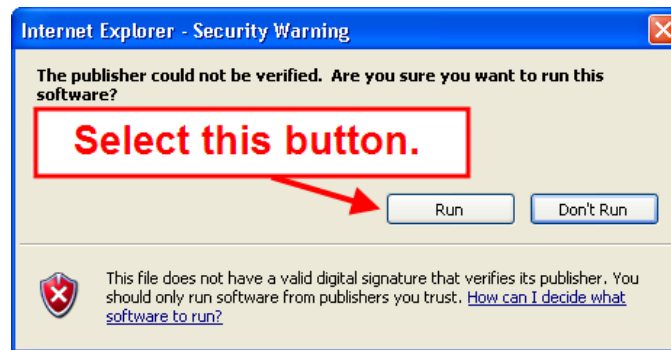 Internet Explorer - Security Warning
The publisher could not be verified.  Are you sure you want to run this
software?
Select this button.
Run
Don't Run
This file does not have a valid digital signature that verifies its publisher. You
should only run software from publishers you trust. How can I decide what
software to run?